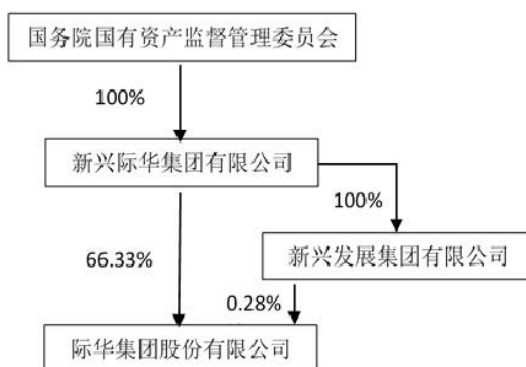 国务院国有资产监督管理委员会
100%
新兴际华集团有限公司
100%
新兴发展集团有限公司
66.33%
0.28%
际华集团股份有限公司